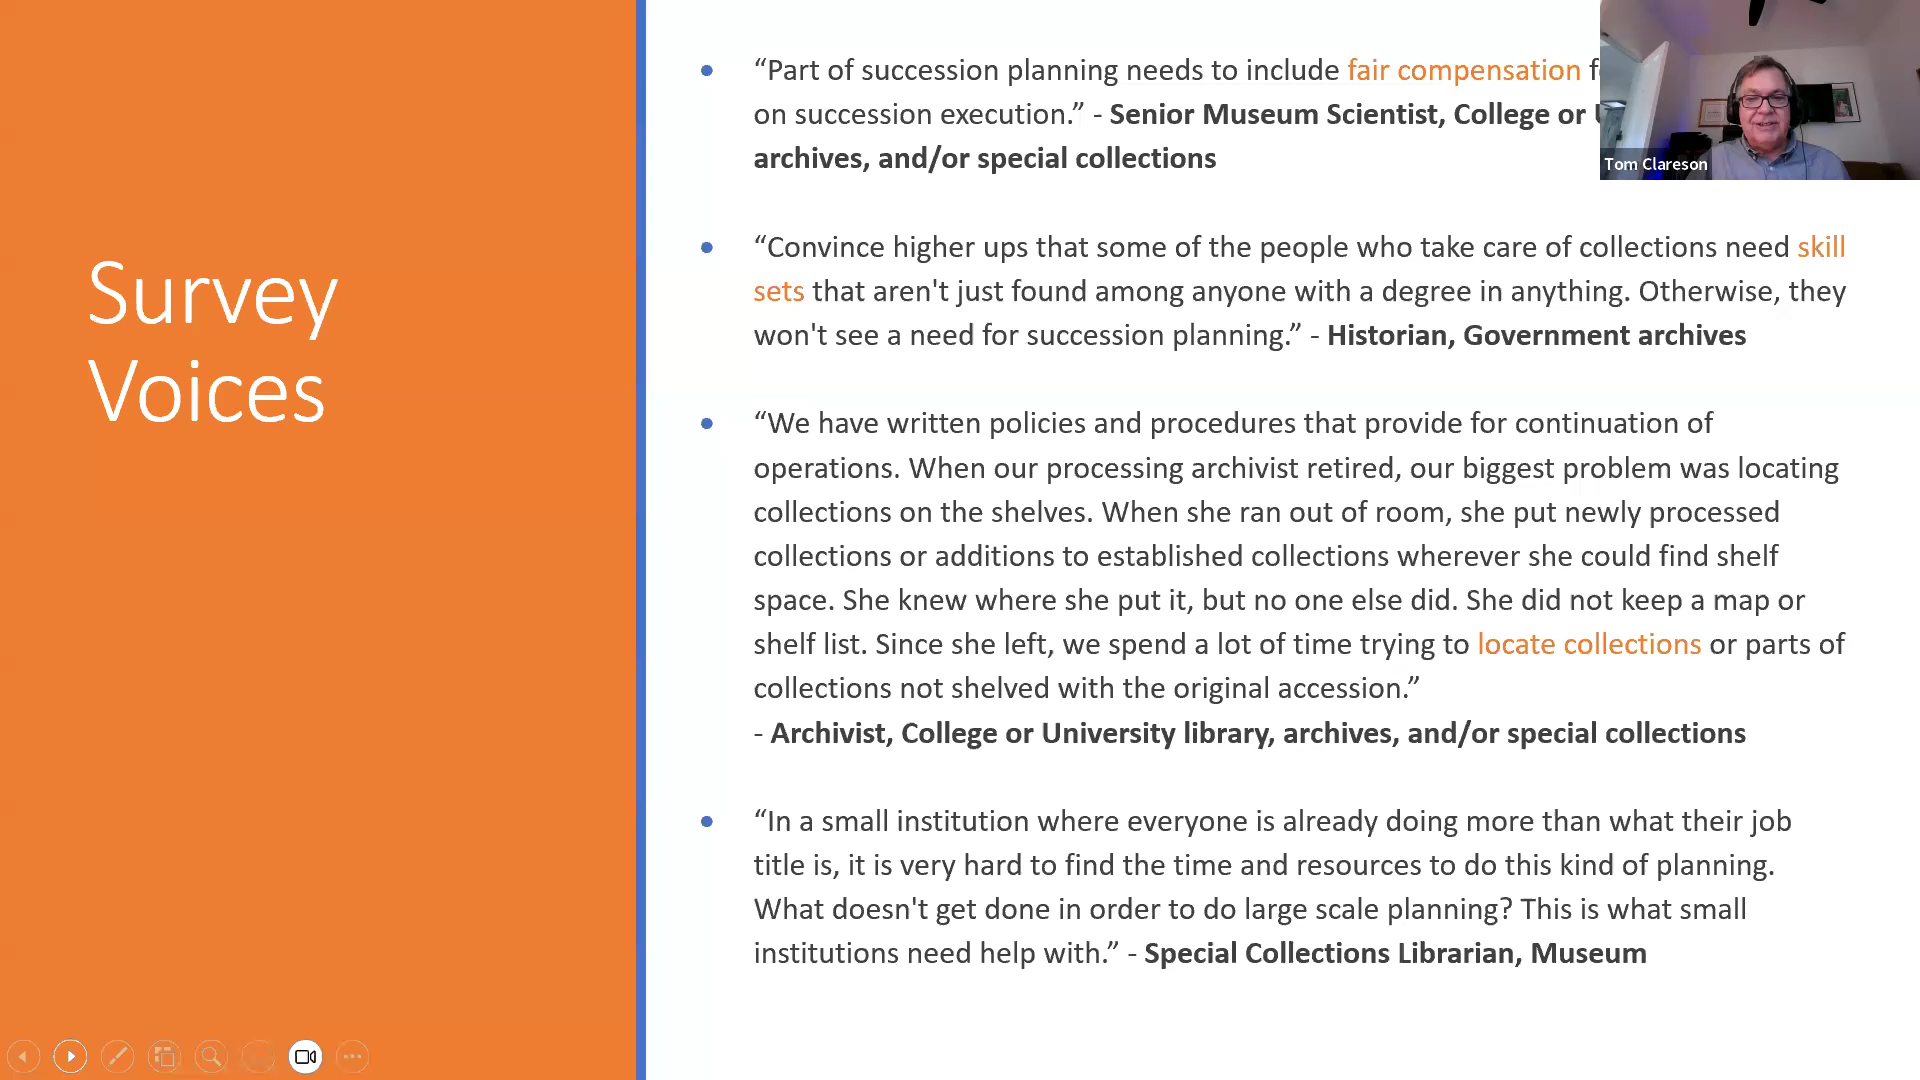 Survey
Voices
“Part of succession planning needs to include fair compensation
on succession execution.” - Senior Museum Scientist, College or
archives, and/or special collections
“Convince higher ups that some of the people who take care of collections need skill
sets that aren't just found among anyone with a degree in anything. Otherwise, they
won't see a need for succession planning.” - Historian, Government archives
“We have written policies and procedures that provide for continuation of
operations. When our processing archivist retired, our biggest problem was locating
collections on the shelves. When she ran out of room, she put newly processed
collections or additions to established collections wherever she could find shelf
space. She knew where she put it, but no one else did. She did not keep a map or
shelf list. Since she left, we spend a lot of time trying to locate collections or parts of
collections not shelved with the original accession.”
- Archivist, College or University library, archives, and/or special collections
“In a small institution where everyone is already doing more than what their job
title is, it is very hard to find the time and resources to do this kind of planning.
What doesn't get done in order to do large scale planning? This is what small
institutions need help with.” - Special Collections Librarian, Museum
Tom Clareson